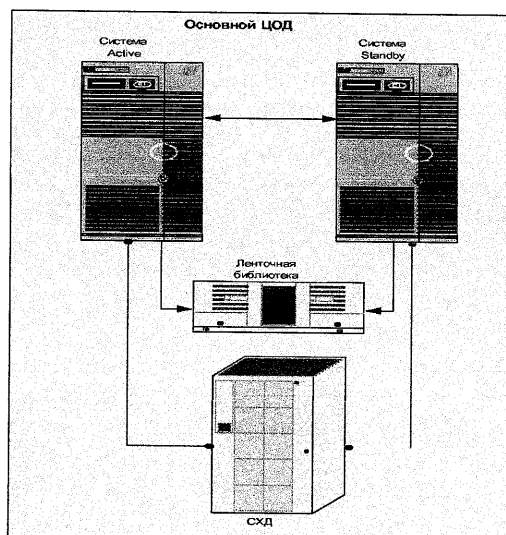 Основной ЦОД
Система
Active
Система
Standby
Ленточная
библиотека
СХД